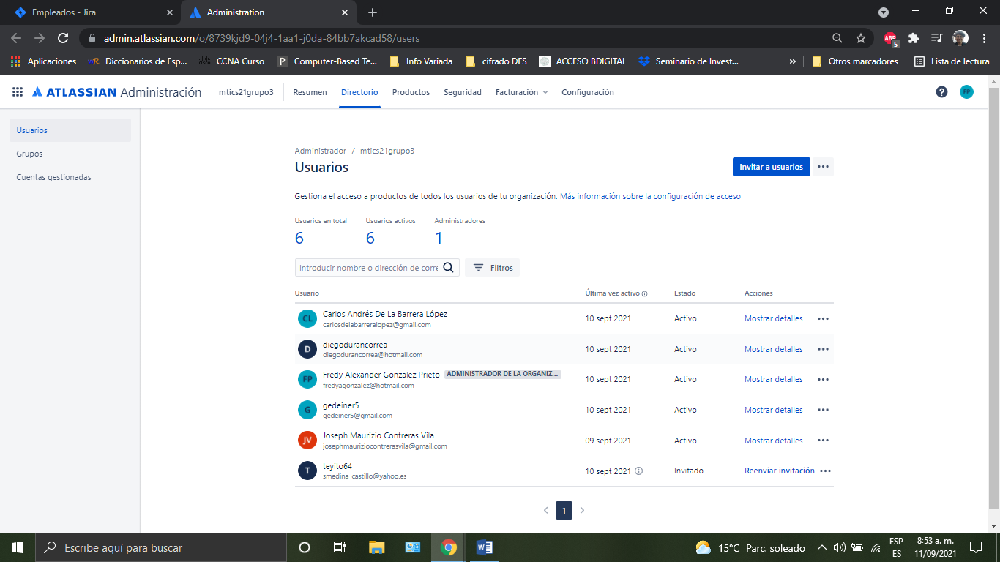 Empleados - Jira
Administration
admin.atlassian.com/o/8739kjd9-04j4-1aa1-j0da-84bb7akcad58/users
ABP
5
Aplicaciones
Diccionarios de Esp...
CCNA Curso
Computer-Based Te...
Info Variada
cifrado DES
ACCESO BDIGITAL
Seminario de Invest...
»
Otros marcadores
Lista de lectura
ATLASSIAN Administración
mtics21grupo3
Resumen
Directorio
Productos
Seguridad
Facturación
Configuración
FP
Usuarios
Grupos
Cuentas gestionadas
Administrador / mtics21grupo3
Usuarios
Invitar a usuarios
Gestiona el acceso a productos de todos los usuarios de tu organización. Más información sobre la configuración de acceso
Usuarios en total
Usuarios activos
Administradores
6
6
1
Introducir nombre o dirección de corre
Filtros
Usuario
Última vez activo
Estado
Acciones
CL
Carlos Andrés De La Barrera López
carlosdelabarreralopez@gmail.com
10 sept 2021
Activo
Mostrar detalles
D
diegodurancorrea
diegodurancorrea@hotmail.com
10 sept 2021
Activo
Mostrar detalles
FP
Fredy Alexander Gonzalez Prieto
ADMINISTRADOR DE LA ORGANIZ...
fredyagonzalez@hotmail.com
10 sept 2021
Activo
Mostrar detalles
G
gedeiner5
gedeiner5@gmail.com
10 sept 2021
Activo
Mostrar detalles
JV
Joseph Maurizio Contreras Vila
josephmauriziocontrerasvila@gmail.com
09 sept 2021
Activo
Mostrar detalles
T
teyito64
smedina_castillo@yahoo.es
10 sept 2021
Invitado
Reenviar invitación
1
Escribe aquí para buscar
15°C Parc. soleado
ESP
ES
8:53 a. m.
11/09/2021